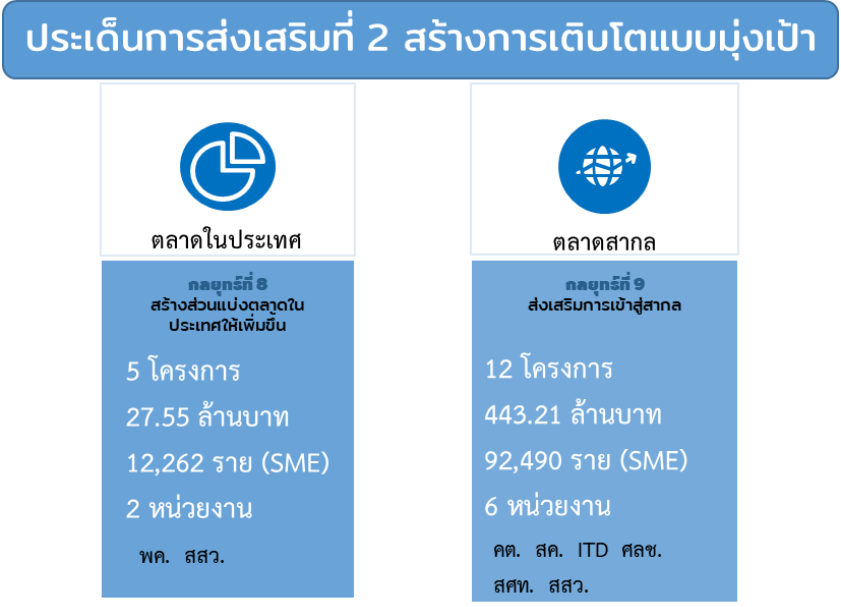 ประเด็นการส่งเสริมที่ 2 สร้างการเติบโตแบบมุ่งเป้า
ตลาดในประเทศ
กลยุทธ์ที่ 8
สร้างส่วนแบ่งตลาดใน
ประเทศให้เพิ่มขึ้น
5 โครงการ
27.55 ล้านบาท
12,262 ราย (SME)
2 หน่วยงาน
พค. สสว.
ตลาดสากล
กลยุทธ์ที่ 9
ส่งเสริมการเข้าสู่สากล
12 โครงการ
443.21 ล้านบาท
92,490 ราย (SME)
6 หน่วยงาน
คต. สค. ITD ศลช.
สศท. สสว.